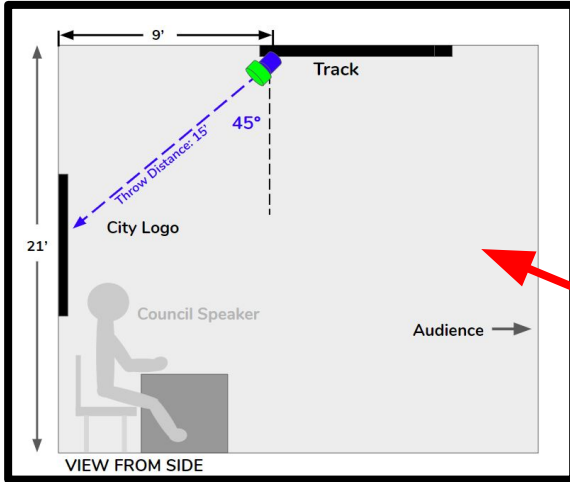 9’
Track
45°
Throw Distance: 15’
City Logo
21’
Council Speaker
Audience
VIEW FROM SIDE